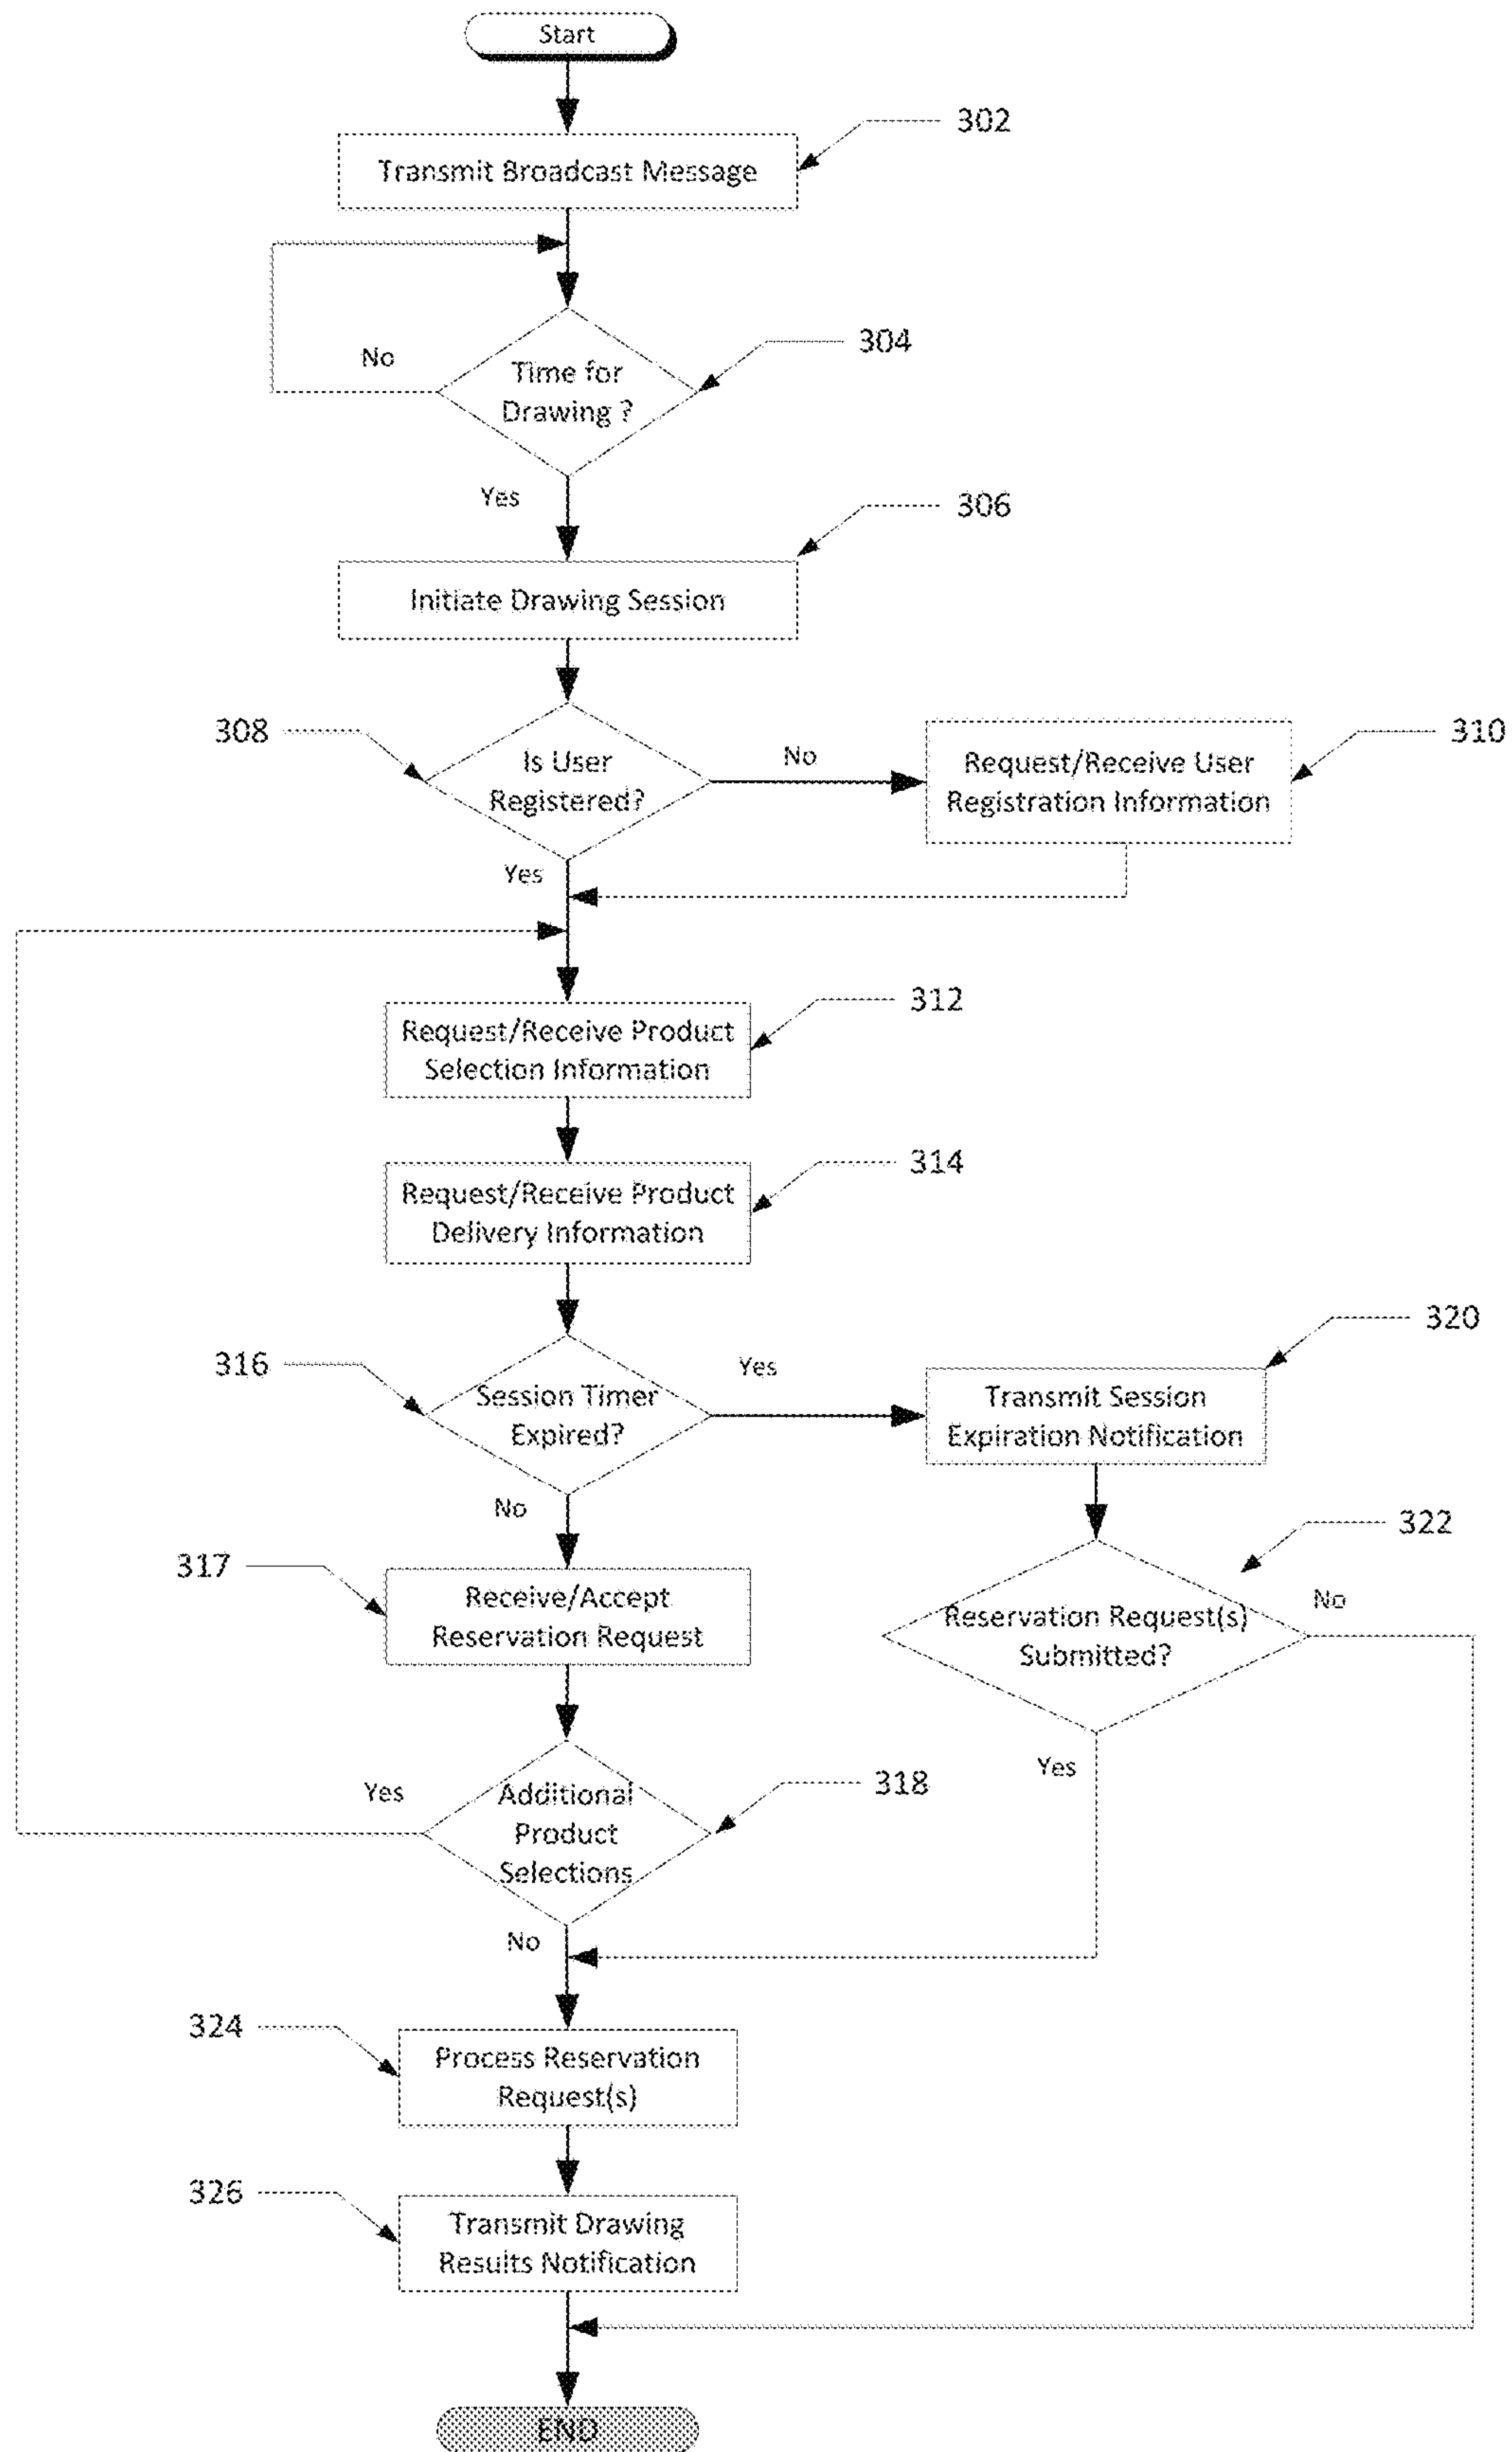 Start
302
Transmit Broadcast Message
304
No
Time for
Drawing ?
Yes
306
Initiate Drawing Session
308
Is User
Registered?
No
310
Request/Receive User
Registration Information
Yes
312
Request/Receive Product
Selection Information
314
Request/Receive Product
Delivery Information
316
Session Timer
Expired?
Yes
320
Transmit Session
Expiration Notification
No
322
317
Receive/Accept
Reservation Request
Reservation Request(s)
Submitted?
No
Yes
Yes
318
Additional
Product
Selections
No
324
Process Reservation
Request(s)
326
Transmit Drawing
Results Notification
END